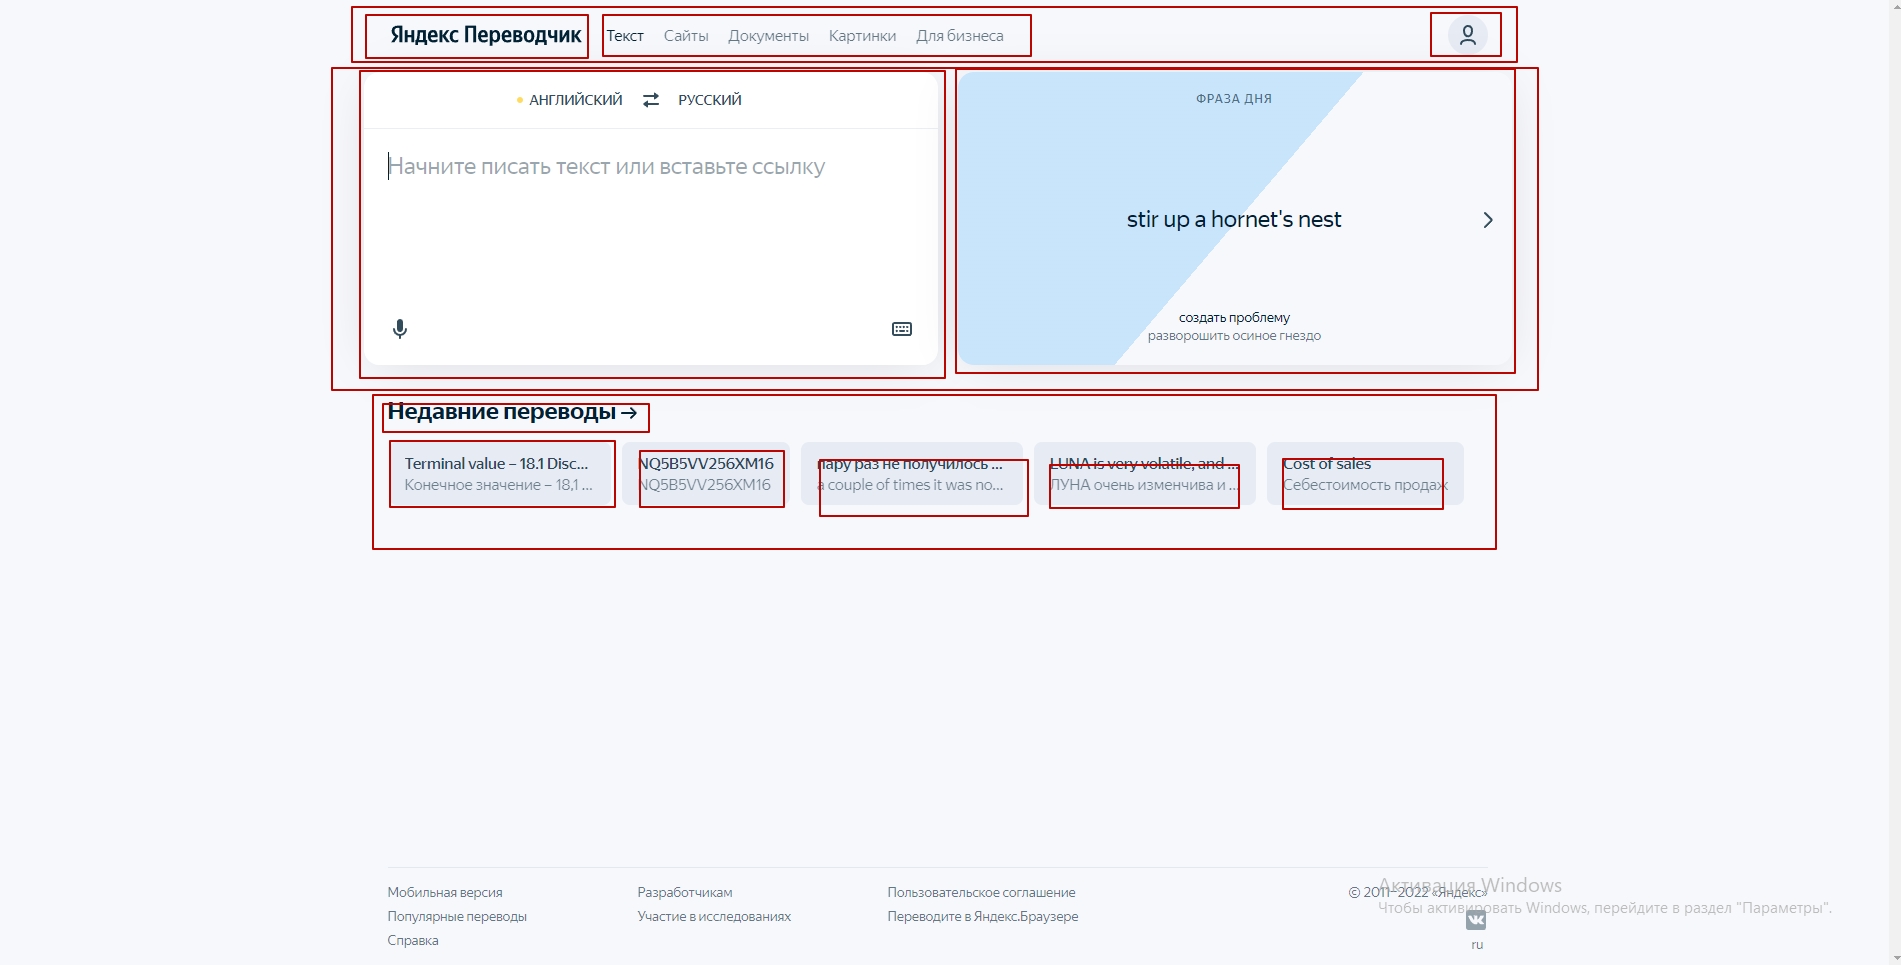 Яндекс Переводчик
Текст Сайты Документы Картинки Для бизнеса
АНГЛИЙСКИЙ РУССКИЙ
Начните писать текст или вставьте ссылку
ФРАЗА ДНЯ
stir up a hornet's nest
создать проблему
разворошить осиное гнездо
Недавние переводы →
Terminal value – 18.1 Disc...
Конечное значение – 18,1 ...
NQ5B5VV256XM16
NQ5B5VV256XM16
пару раз не получилось ...
a couple of times it was no...
LUNA is very volatile, and ...
ЛУНА очень изменчива и ...
Cost of sales
Себестоимость продаж
Мобильная версия
Популярные переводы
Справка
Разработчикам
Участие в исследованиях
Пользовательское соглашение
Переводите в Яндекс.Браузере
© 2011–2022 «Яндекс»
ru
Активация Windows
Чтобы активировать Windows, перейдите в раздел "Параметры".